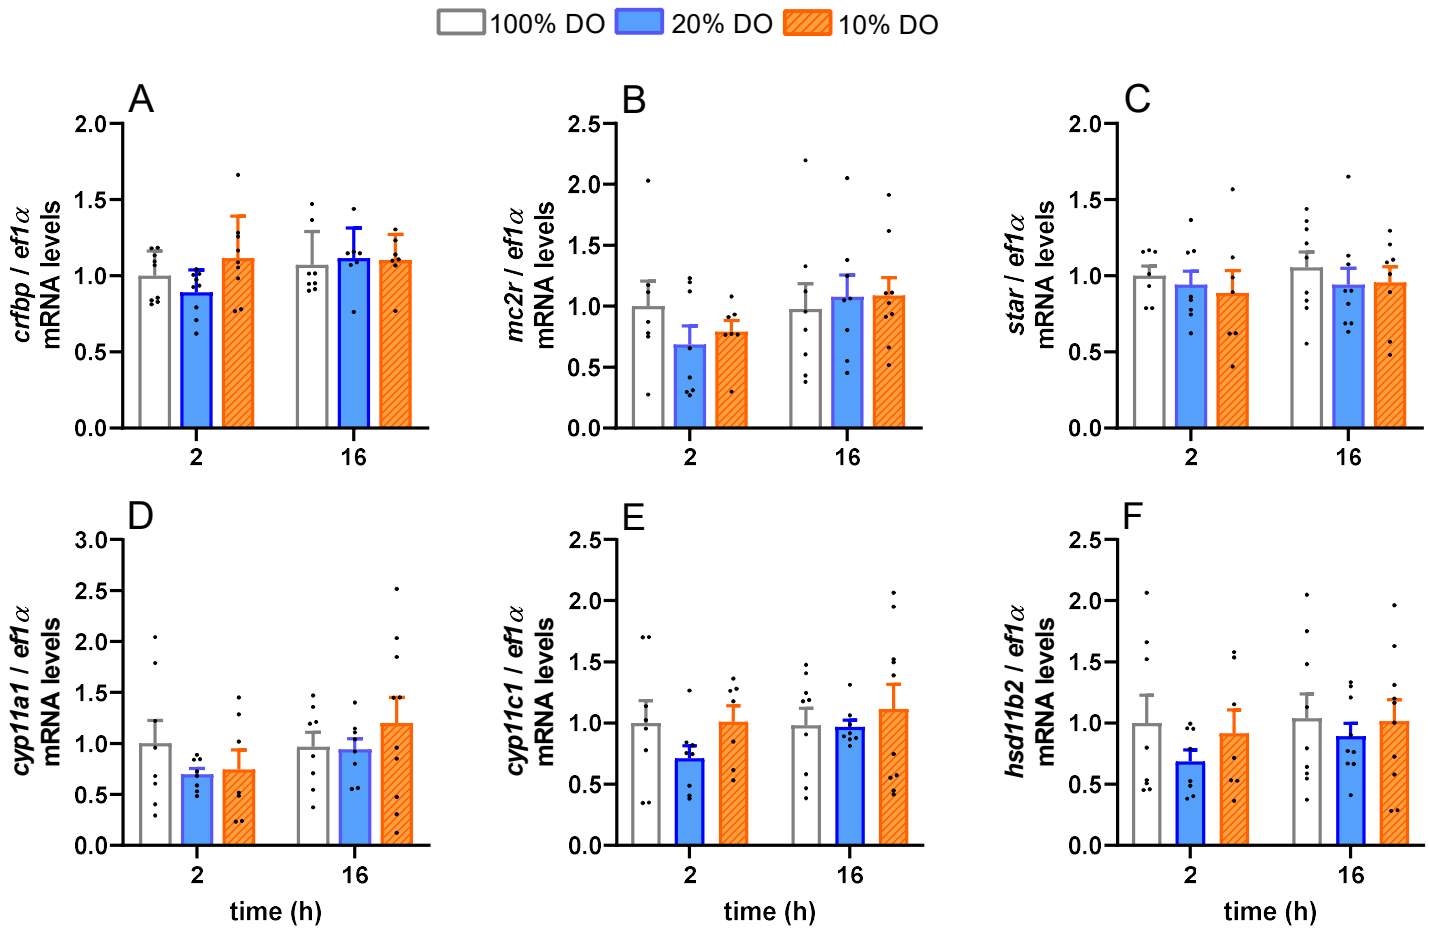 100% DO 20% DO 10% DO
A
crfbp / ef1α
mRNA levels
2.0
1.5
1.0
0.5
0.0
2 16
B
mc2r / ef1α
mRNA levels
2.5
2.0
1.5
1.0
0.5
0.0
2 16
C
star / ef1α
mRNA levels
2.0
1.5
1.0
0.5
0.0
2 16
D
cyp11a1 / ef1α
mRNA levels
3.0
2.5
2.0
1.5
1.0
0.5
0.0
2 16
time (h)
E
cyp11c1 / ef1α
mRNA levels
2.5
2.0
1.5
1.0
0.5
0.0
2 16
time (h)
F
hsd11b2 / ef1α
mRNA levels
2.5
2.0
1.5
1.0
0.5
0.0
2 16
time (h)